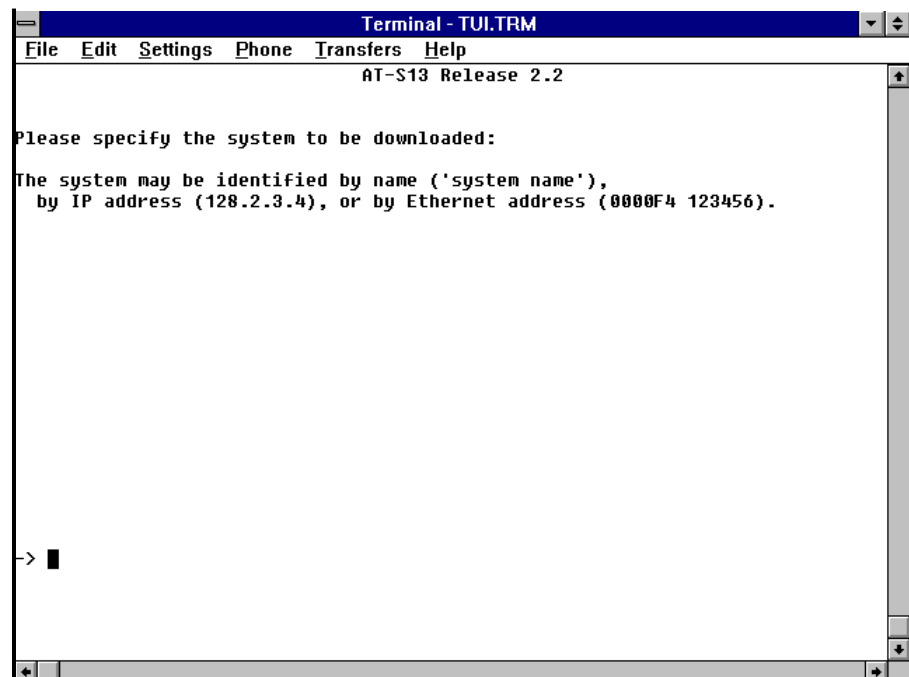 Terminal - TUI.TRM
File Edit Settings Phone Transfers Help
AT-S13 Release 2.2
Please specify the system to be downloaded:
The system may be identified by name ('system name'),
by IP address (128.2.3.4), or by Ethernet address (0000F4 123456).
->